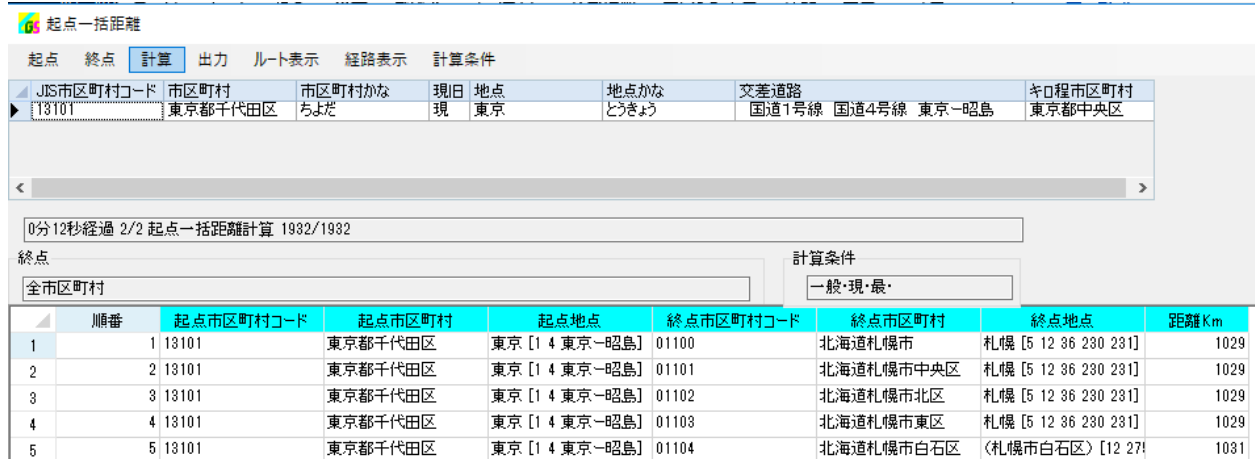 GS 起点一括距離
起点 終点 計算 出力 ルート表示 経路表示 計算条件
JIS市区町村コード 市区町村 市区町村かな 現旧 地点 地点かな 交差道路 キロ程市区町村
13101 東京都千代田区 ちよだ 現 東京 とうきょう 国道1号線 国道4号線 東京~昭島 東京都中央区
0分12秒経過 2/2 起点一括距離計算 1932/1932
終点 計算条件
全市区町村 一般・現・最・
順番 起点市区町村コード 起点市区町村 起点地点 終点市区町村コード 終点市区町村 終点地点 距離Km
1 1 13101 東京都千代田区 東京 [1 4 東京~昭島] 01100 北海道札幌市 札幌 [5 12 36 230 231] 1029
2 2 13101 東京都千代田区 東京 [1 4 東京~昭島] 01101 北海道札幌市中央区 札幌 [5 12 36 230 231] 1029
3 3 13101 東京都千代田区 東京 [1 4 東京~昭島] 01102 北海道札幌市北区 札幌 [5 12 36 230 231] 1029
4 4 13101 東京都千代田区 東京 [1 4 東京~昭島] 01103 北海道札幌市東区 札幌 [5 12 36 230 231] 1029
5 5 13101 東京都千代田区 東京 [1 4 東京~昭島] 01104 北海道札幌市白石区 (札幌市白石区) [12 27 1031